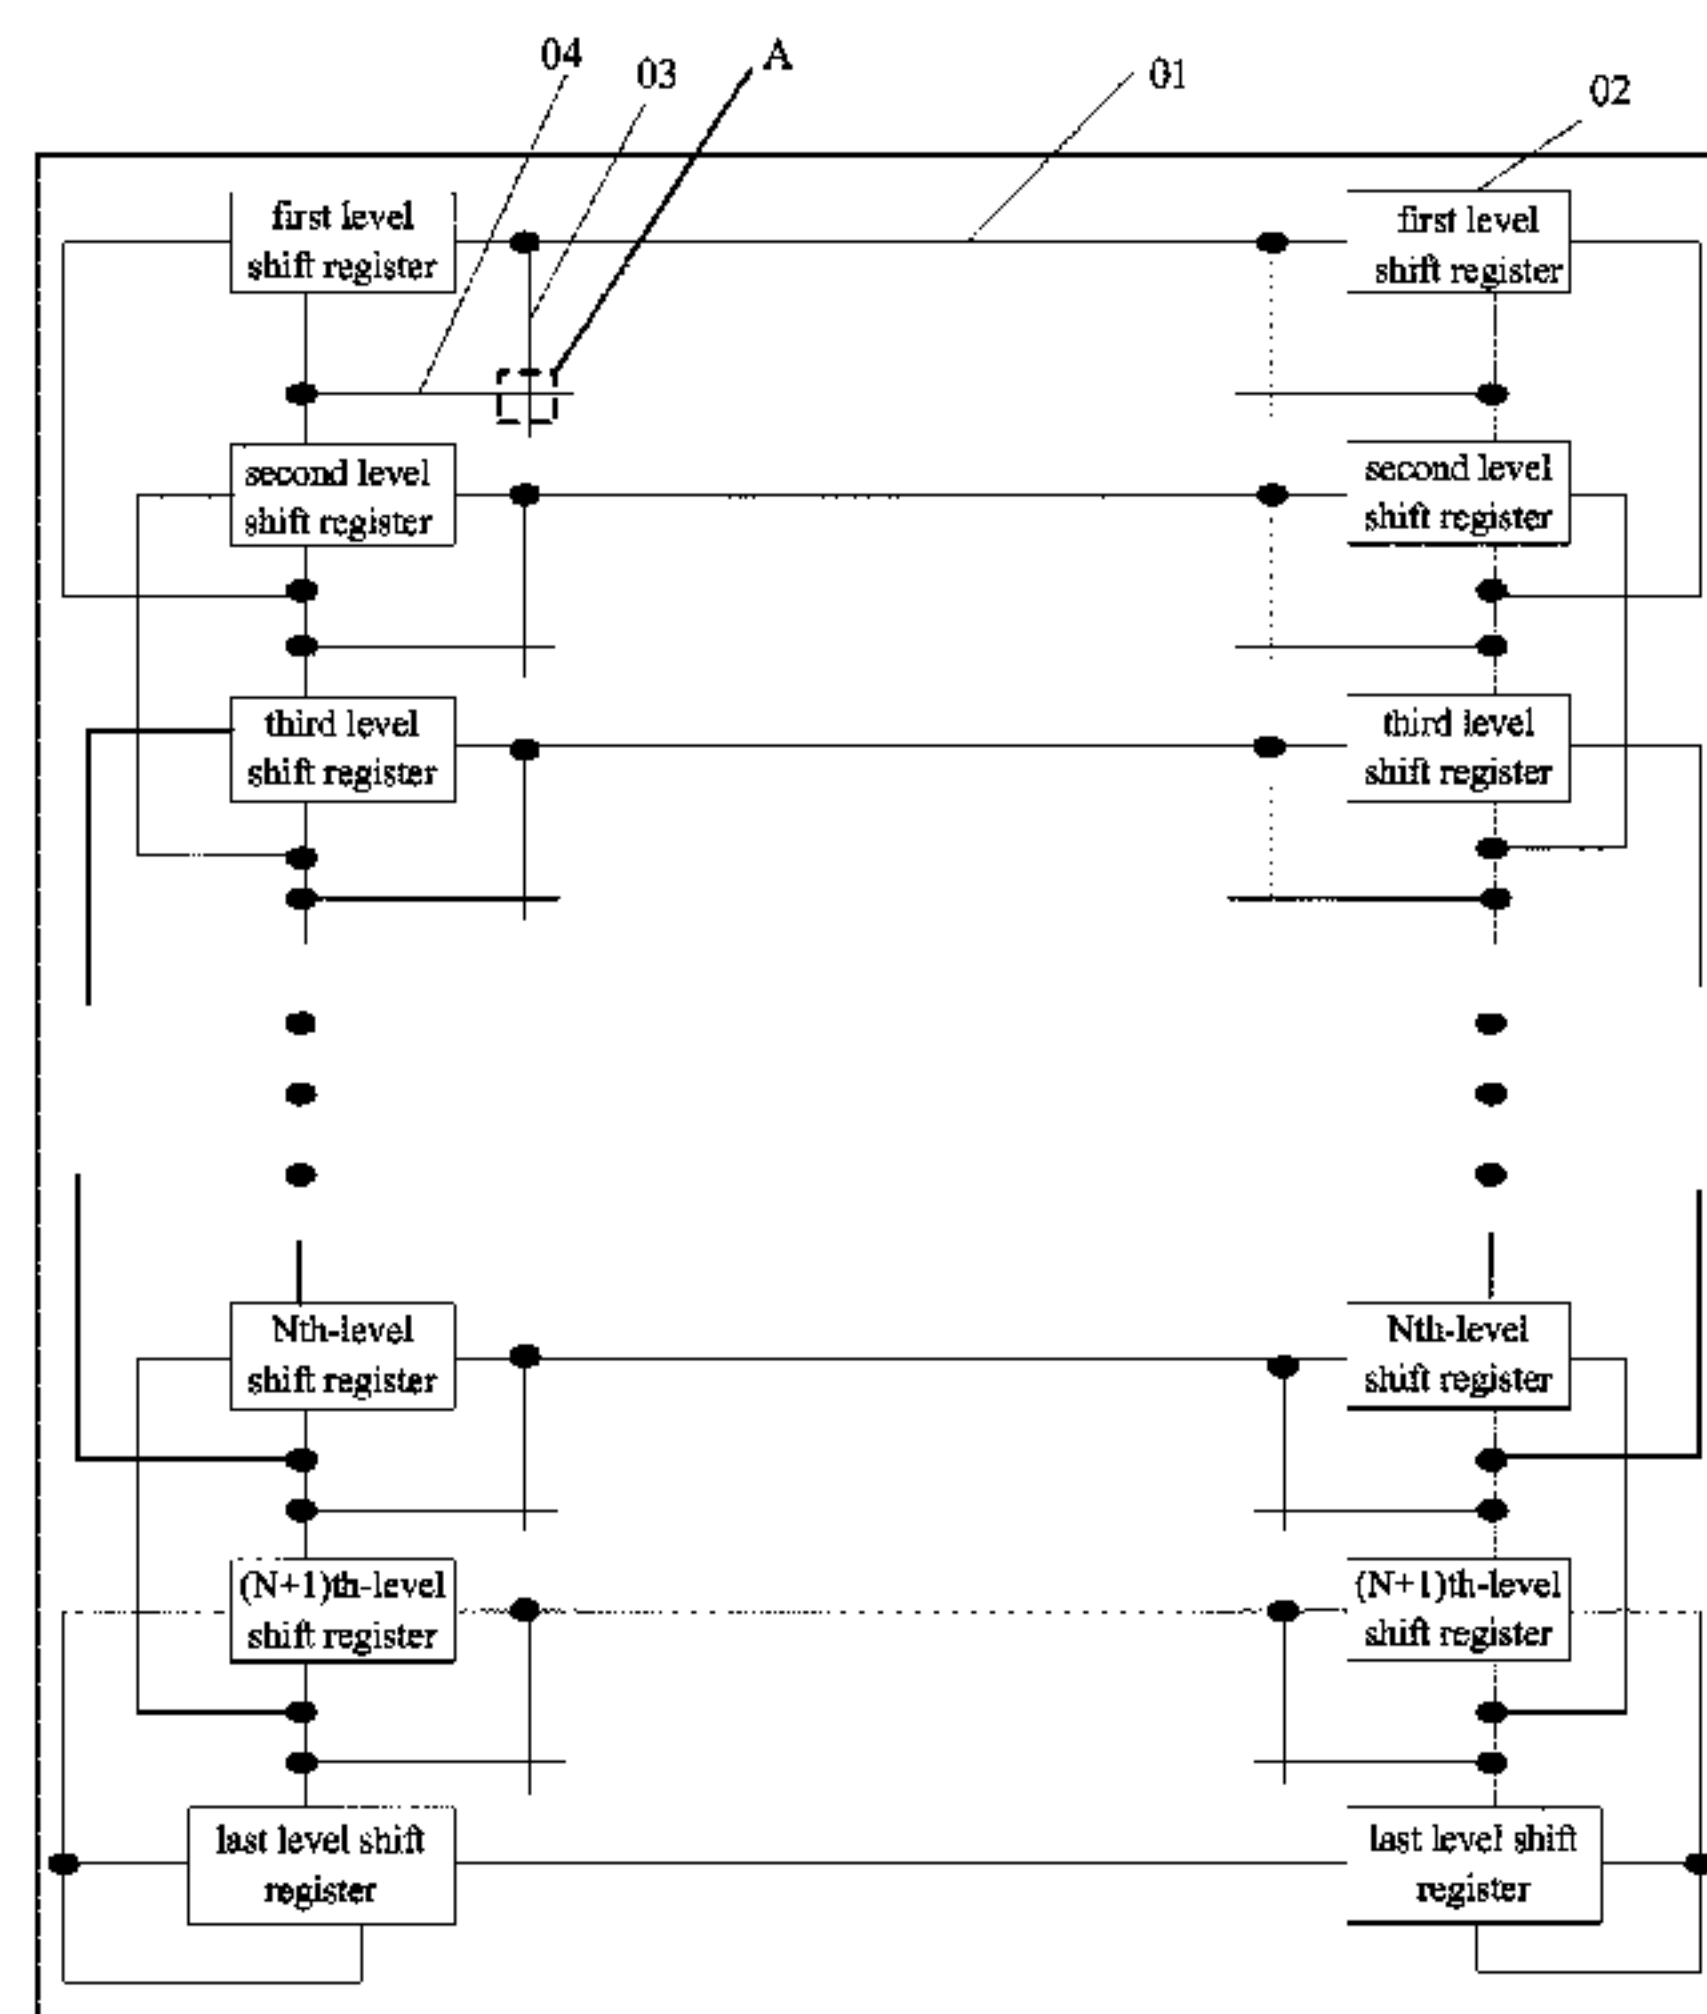 04
03
A
01
02
first level
shift register
first level
shift register
second level
shift register
second level
shift register
third level
shift register
third level
shift register
Nth-level
shift register
Nth-level
shift register
(N+1)th-level
shift register
(N+1)th-level
shift register
last level shift
register
last level shift
register